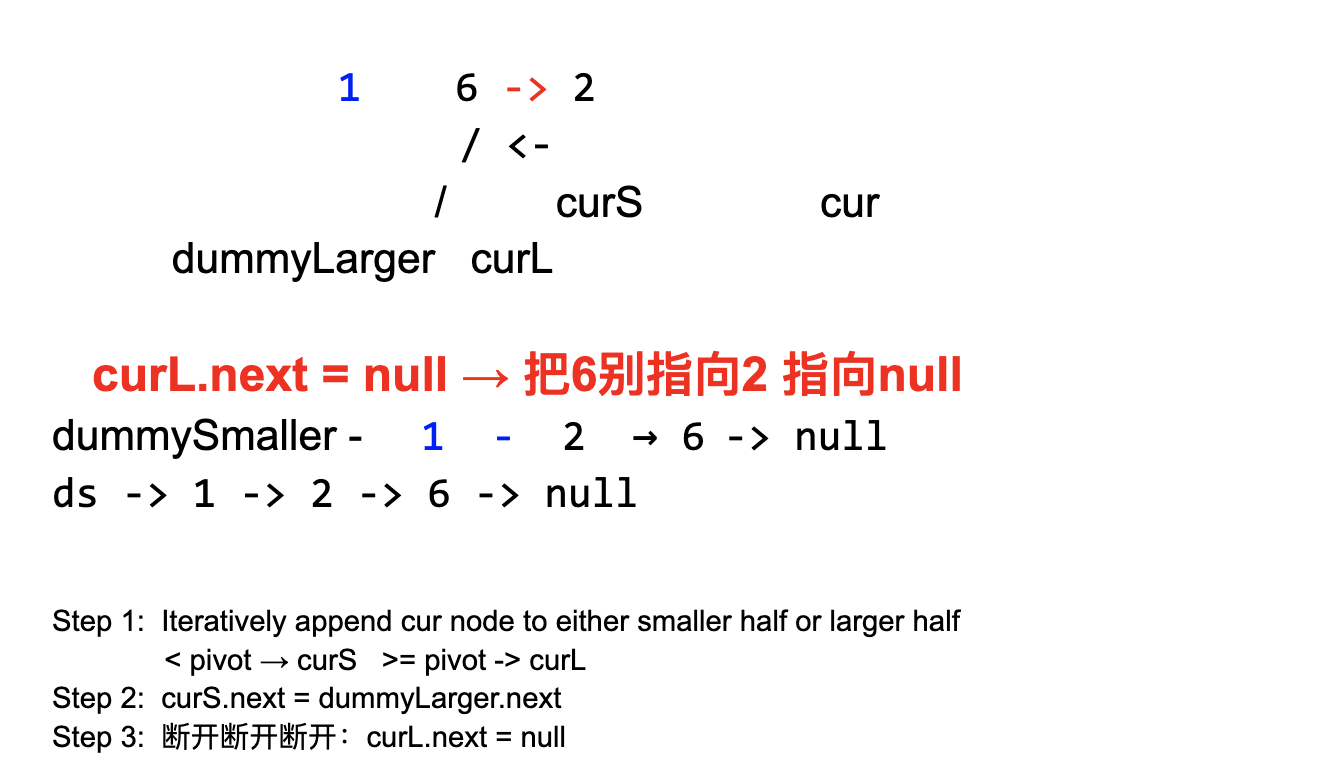 1 6 -> 2
/ <-
/ curS cur
dummyLarger curL
curL.next = null → 把6别指向2 指向null
dummySmaller - 1 - 2 → 6 -> null
ds -> 1 -> 2 -> 6 -> null
Step 1: Iteratively append cur node to either smaller half or larger half
< pivot → curS >= pivot -> curL
Step 2: curS.next = dummyLarger.next
Step 3: 断开断开断开：curL.next = null